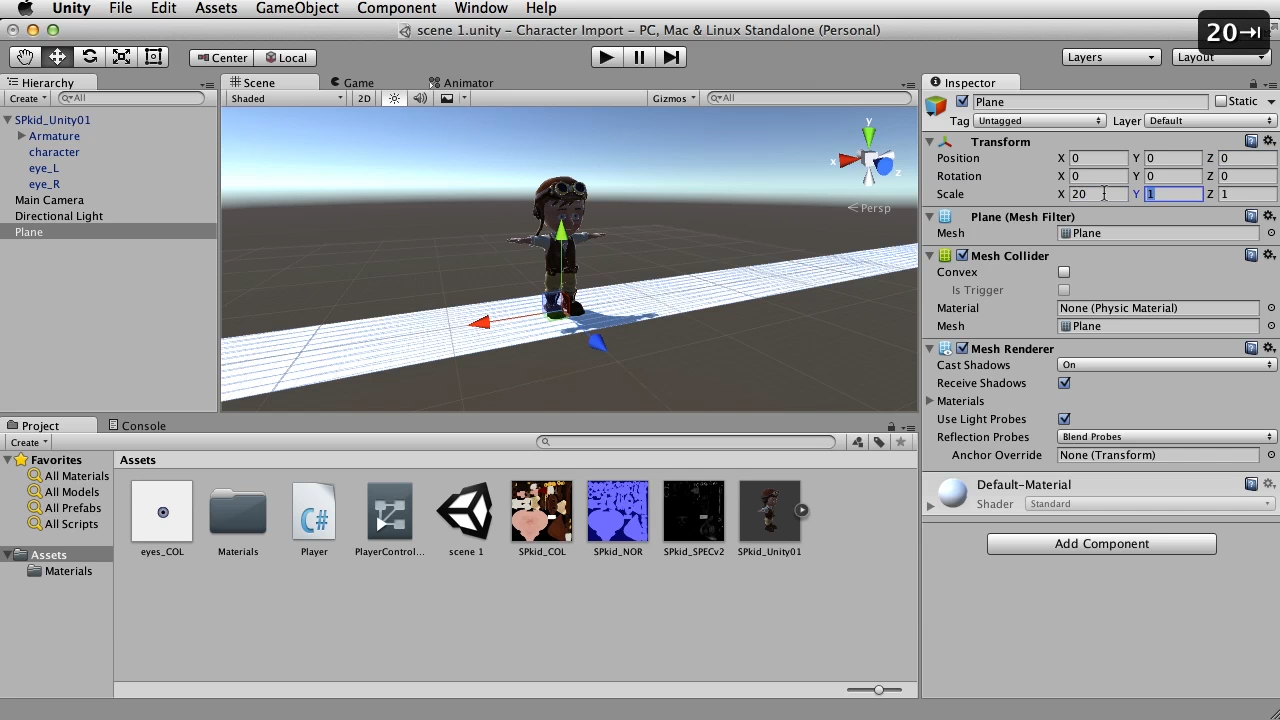 Unity File Edit Assets GameObject Component Window Help
20⇥
scene 1.unity - Character Import - PC, Mac & Linux Standalone (Personal)
Center Local Layers Layout
Hierarchy Scene Game Animator Inspector
Create All Shaded 2D Gizmos All Plane Static
SPkid_Unity01 Tag Untagged Layer Default
Armature
character
eye_L
eye_R
Main Camera
Directional Light
Plane
y
x
z
Persp
Transform
Position X 0 Y 0 Z 0
Rotation X 0 Y 0 Z 0
Scale X 20 Y 1 Z 1
Plane (Mesh Filter)
Mesh Plane
Mesh Collider
Convex
Is Trigger
Material None (Physic Material)
Mesh Plane
Mesh Renderer
Cast Shadows On
Receive Shadows
Materials
Use Light Probes
Reflection Probes Blend Probes
Anchor Override None (Transform)
Default-Material
Shader Standard
Add Component
Project Console
Create
Favorites Assets
All Materials
All Models
All Prefabs
All Scripts
Assets
Materials
C#
eyes_COL Materials Player PlayerControl... scene 1 SPkid_COL SPkid_NOR SPkid_SPECv2 SPkid_Unity01